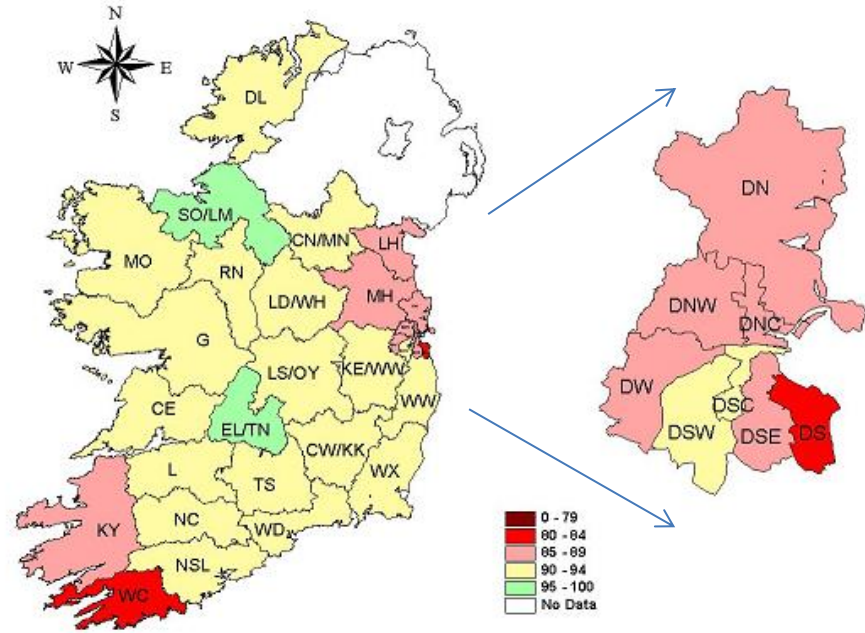 N
W E
S
DL
SO/LM
CN/MN
LH
MO
RN
MH
LD/WH
G
LS/OY
KE/WW
WW
CE
EL/TN
CW/KK
L
TS
WX
KY
NC
WD
NSL
WC
DN
DNW
DNC
DW
DSC
DSW
DSE
DS
0 - 79
80 - 84
85 - 89
90 - 94
95 - 100
No Data